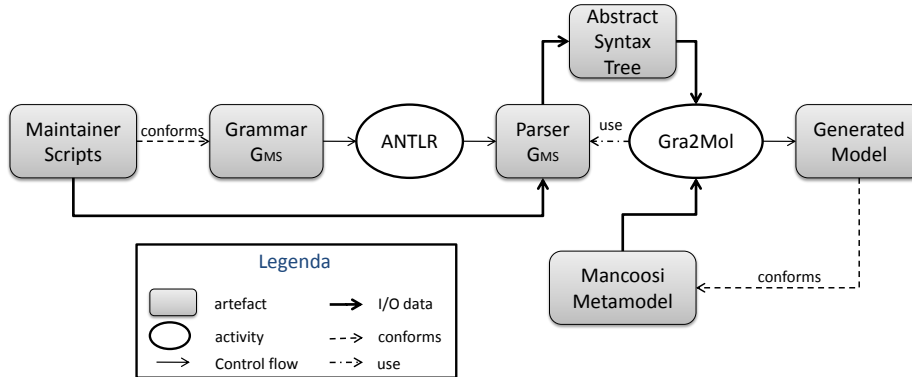 Abstract
Syntax
Tree
Maintainer
Scripts
conforms
Grammar
GMS
ANTLR
Parser
GMS
use
Gra2Mol
Generated
Model
Mancoosi
Metamodel
conforms
Legenda
artefact
I/O data
activity
conforms
Control flow
use